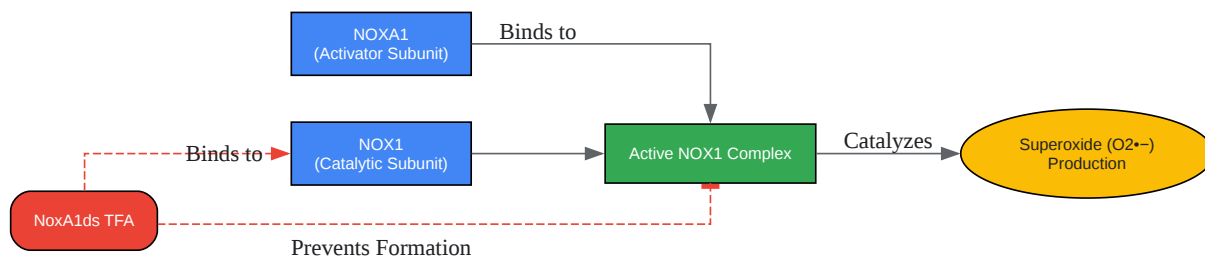 NOXA1
(Activator Subunit)
Binds to
NOX1
(Catalytic Subunit)
Binds to
Active NOX1 Complex
Catalyzes
Superoxide (O2•−)
Production
NoxA1ds TFA
Prevents Formation